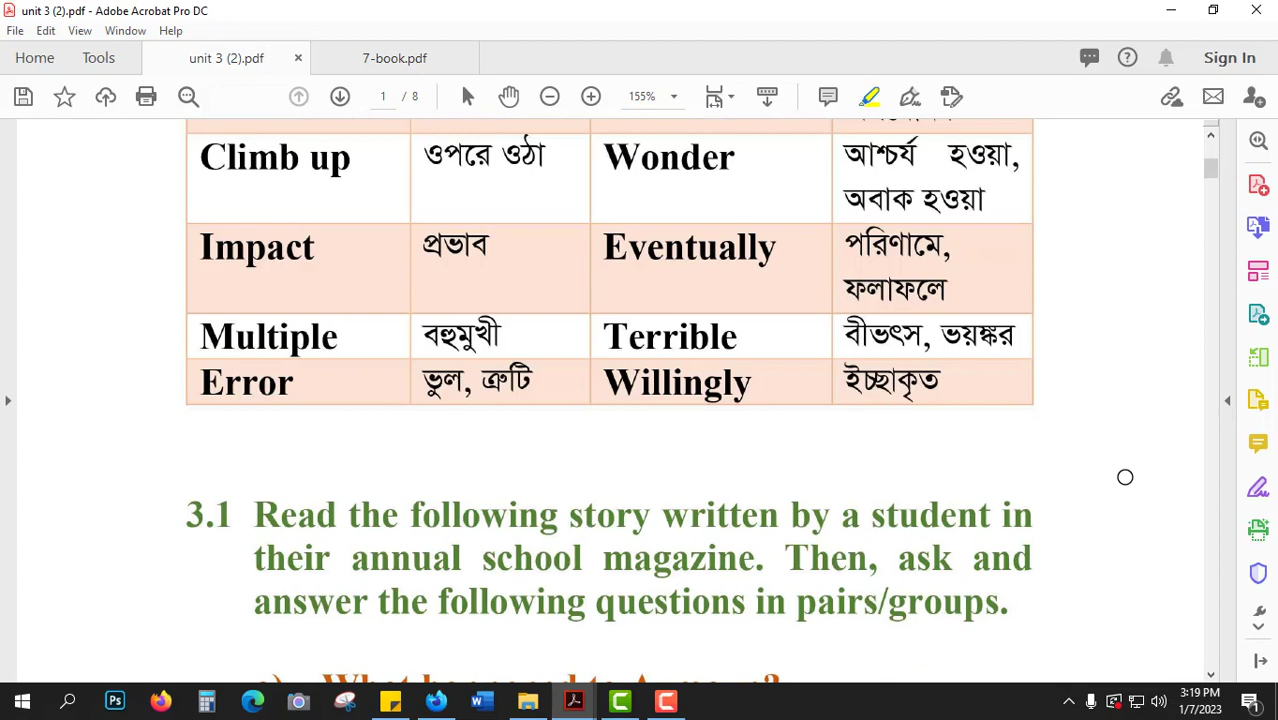 unit 3 (2).pdf - Adobe Acrobat Pro DC
File Edit View Window Help
Home Tools unit 3 (2).pdf × 7-book.pdf Sign In
1 / 8 155%
Climb up ওপরে ওঠা Wonder আশ্চর্য হওয়া,
অবাক হওয়া
Impact প্রভাব Eventually পরিণামে,
ফলাফলে
Multiple বহুমুখী Terrible বীভৎস, ভয়ঙ্কর
Error ভুল, ত্রুটি Willingly ইচ্ছাকৃত
3.1 Read the following story written by a student in
their annual school magazine. Then, ask and
answer the following questions in pairs/groups.
3:19 PM
1/7/2023